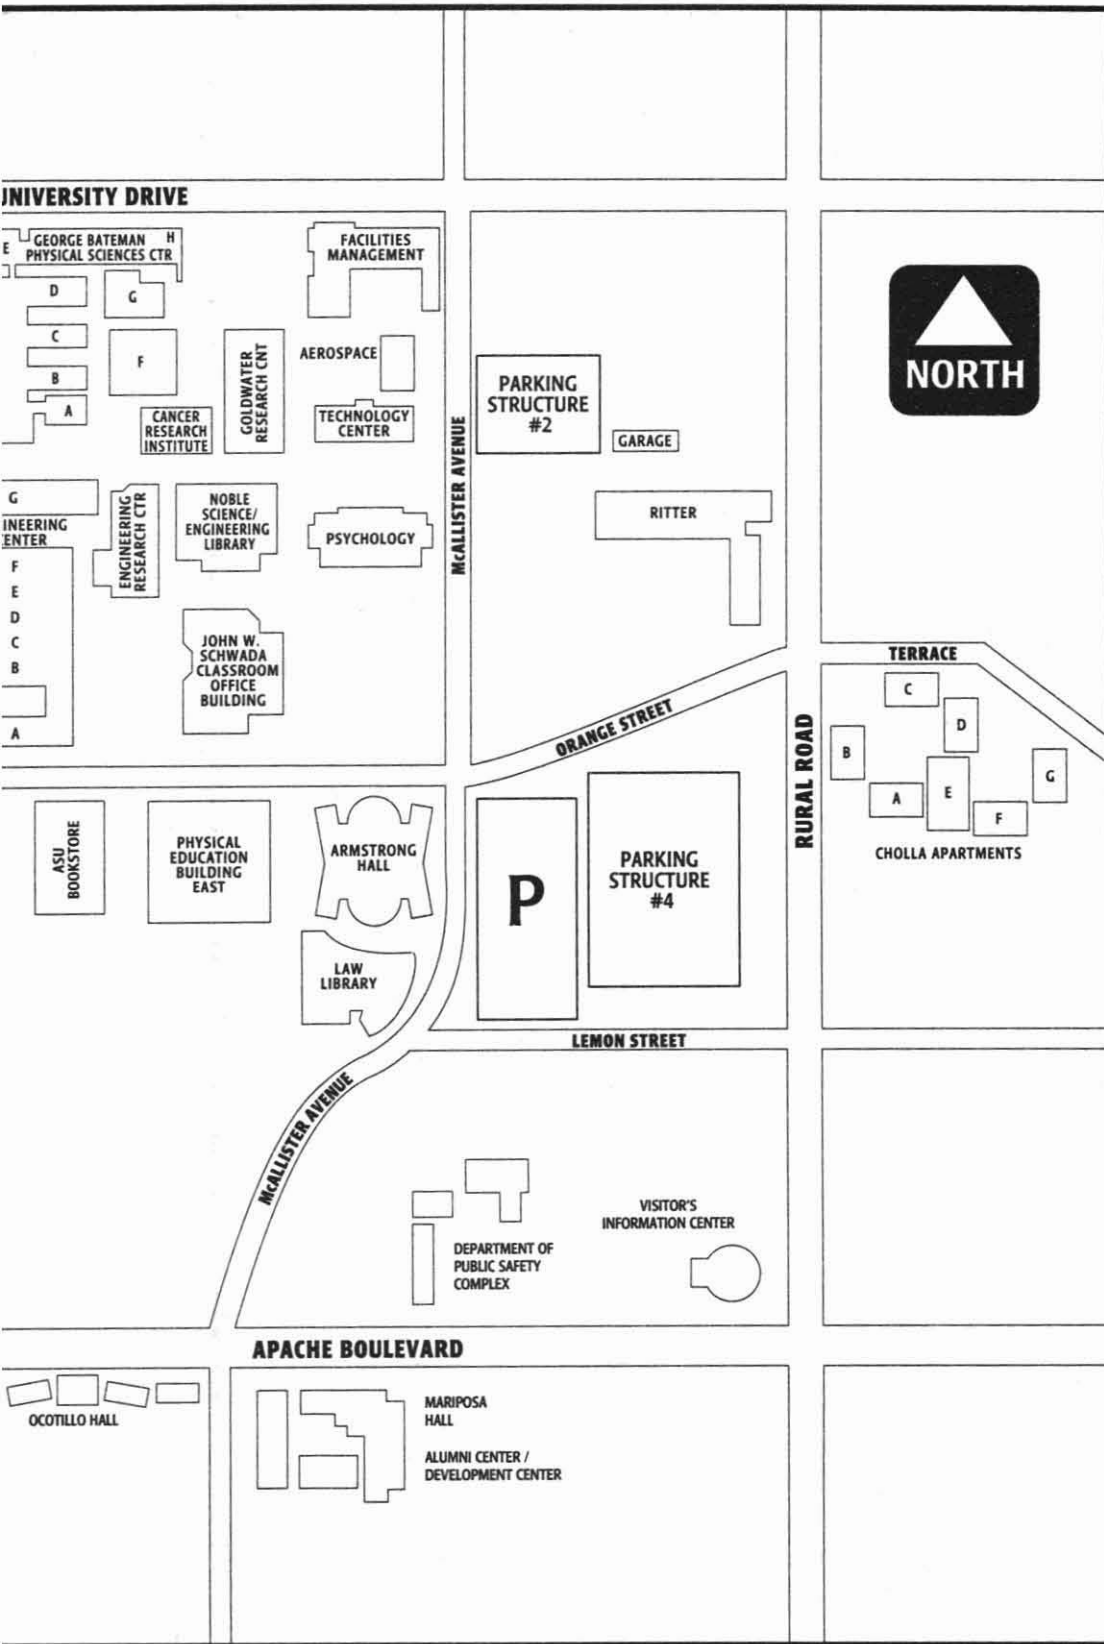 UNIVERSITY DRIVE
E
GEORGE BATEMAN H
PHYSICAL SCIENCES CTR
FACILITIES
MANAGEMENT
D
G
C
F
B
A
CANCER
RESEARCH
INSTITUTE
GOLDWATER
RESEARCH CNT
AEROSPACE
TECHNOLOGY
CENTER
McALLISTER AVENUE
PARKING
STRUCTURE
#2
GARAGE
NORTH
G
INEERING
CENTER
F
E
D
C
B
A
ENGINEERING
RESEARCH CTR
NOBLE
SCIENCE/
ENGINEERING
LIBRARY
PSYCHOLOGY
RITTER
JOHN W.
SCHWADA
CLASSROOM
OFFICE
BUILDING
TERRACE
ORANGE STREET
RURAL ROAD
C
D
B
G
A
E
F
CHOLLA APARTMENTS
ASU
BOOKSTORE
PHYSICAL
EDUCATION
BUILDING
EAST
ARMSTRONG
HALL
P
PARKING
STRUCTURE
#4
LAW
LIBRARY
LEMON STREET
McALLISTER AVENUE
VISITOR'S
INFORMATION CENTER
DEPARTMENT OF
PUBLIC SAFETY
COMPLEX
APACHE BOULEVARD
OCOTILLO HALL
MARIPOSA
HALL
ALUMNI CENTER /
DEVELOPMENT CENTER